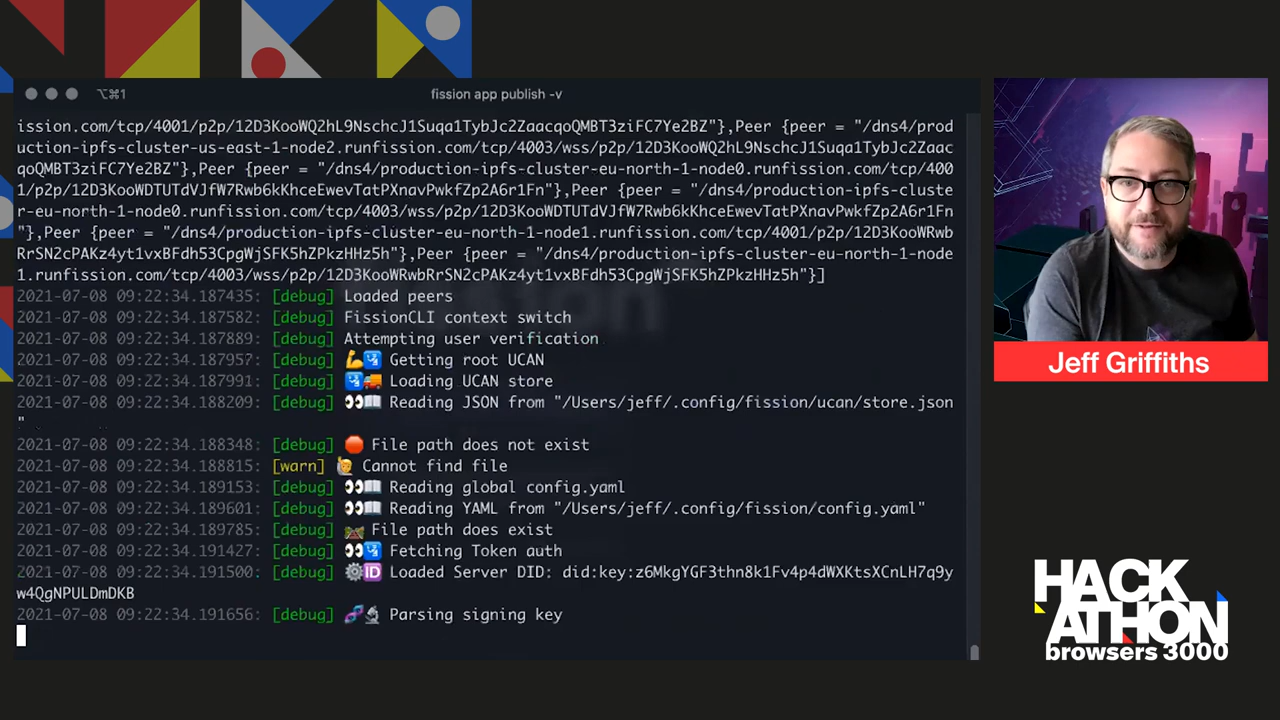 ⌥⌘1
fission app publish -v
ission.com/tcp/4001/p2p/12D3KooWQ2hL9NschcJ1Suqa1TybJc2ZaacqoQMBT3ziFC7Ye2BZ"},Peer {peer = "/dns4/prod
uction-ipfs-cluster-us-east-1-node2.runfission.com/tcp/4003/wss/p2p/12D3KooWQ2hL9NschcJ1Suqa1TybJc2Zaac
qoQMBT3ziFC7Ye2BZ"},Peer {peer = "/dns4/production-ipfs-cluster-eu-north-1-node0.runfission.com/tcp/400
1/p2p/12D3KooWDTUTdVJfW7Rwb6kKhceEwevTatPXnavPwkfZp2A6r1Fn"},Peer {peer = "/dns4/production-ipfs-cluste
r-eu-north-1-node0.runfission.com/tcp/4003/wss/p2p/12D3KooWDTUTdVJfW7Rwb6kKhceEwevTatPXnavPwkfZp2A6r1Fn
"},Peer {peer = "/dns4/production-ipfs-cluster-eu-north-1-node1.runfission.com/tcp/4001/p2p/12D3KooWRwb
RrSN2cPAKz4yt1vxBFdh53CpgWjSFK5hZPkzHHz5h"},Peer {peer = "/dns4/production-ipfs-cluster-eu-north-1-node
1.runfission.com/tcp/4003/wss/p2p/12D3KooWRwbRrSN2cPAKz4yt1vxBFdh53CpgWjSFK5hZPkzHHz5h"}]
2021-07-08 09:22:34.187435: [debug] Loaded peers
2021-07-08 09:22:34.187582: [debug] FissionCLI context switch
2021-07-08 09:22:34.187889: [debug] Attempting user verification
2021-07-08 09:22:34.187957: [debug] 💪🛂 Getting root UCAN
2021-07-08 09:22:34.187991: [debug] 🛂🚚 Loading UCAN store
2021-07-08 09:22:34.188209: [debug] 👀📖 Reading JSON from "/Users/jeff/.config/fission/ucan/store.json
"
2021-07-08 09:22:34.188348: [debug] 🛑 File path does not exist
2021-07-08 09:22:34.188815: [warn] 🙋 Cannot find file
2021-07-08 09:22:34.189153: [debug] 👀📖 Reading global config.yaml
2021-07-08 09:22:34.189601: [debug] 👀📖 Reading YAML from "/Users/jeff/.config/fission/config.yaml"
2021-07-08 09:22:34.189785: [debug] 🛤 File path does exist
2021-07-08 09:22:34.191427: [debug] 👀🛂 Fetching Token auth
2021-07-08 09:22:34.191500: [debug] ⚙️🆔 Loaded Server DID: did:key:z6MkgYGF3thn8k1Fv4p4dWXKtsXCnLH7q9y
w4QgNPULDmDKB
2021-07-08 09:22:34.191656: [debug] 🧬🔬 Parsing signing key
Jeff Griffiths
HACK
ATHON
browsers 3000